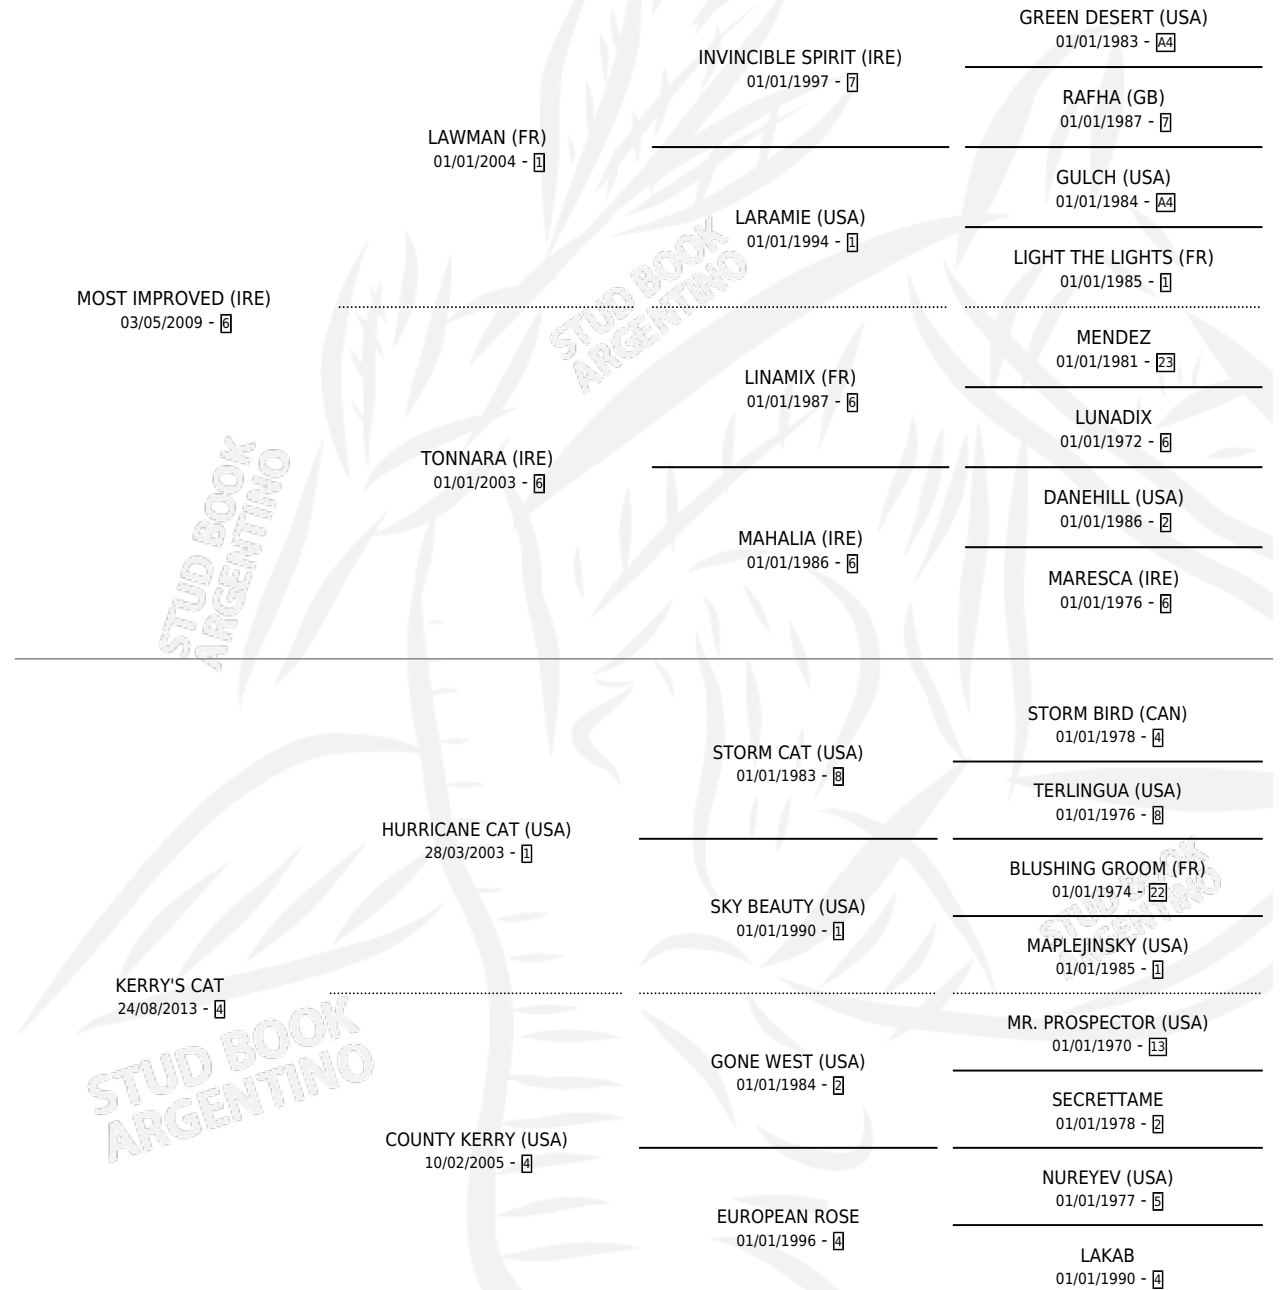 GREEN DESERT (USA)
01/01/1983 - A4
INVINCIBLE SPIRIT (IRE)
01/01/1997 - 7
RAFHA (GB)
01/01/1987 - 7
LAWMAN (FR)
01/01/2004 - 1
GULCH (USA)
01/01/1984 - A4
LARAMIE (USA)
01/01/1994 - 1
LIGHT THE LIGHTS (FR)
01/01/1985 - 1
MOST IMPROVED (IRE)
03/05/2009 - 6
MENDEZ
01/01/1981 - 23
LINAMIX (FR)
01/01/1987 - 6
LUNADIX
01/01/1972 - 6
TONNARA (IRE)
01/01/2003 - 6
DANEHILL (USA)
01/01/1986 - 2
MAHALIA (IRE)
01/01/1986 - 6
MARESCA (IRE)
01/01/1976 - 6
STUD BOOK
ARGENTINO
STUD BOOK
ARGENTINO
STORM BIRD (CAN)
01/01/1978 - 4
STORM CAT (USA)
01/01/1983 - 8
TERLINGUA (USA)
01/01/1976 - 8
HURRICANE CAT (USA)
28/03/2003 - 1
BLUSHING GROOM (FR)
01/01/1974 - 22
SKY BEAUTY (USA)
01/01/1990 - 1
MAPLEJINSKY (USA)
01/01/1985 - 1
KERRY'S CAT
24/08/2013 - 4
MR. PROSPECTOR (USA)
01/01/1970 - 13
GONE WEST (USA)
01/01/1984 - 2
SECRETTAME
01/01/1978 - 2
COUNTY KERRY (USA)
10/02/2005 - 4
NUREYEV (USA)
01/01/1977 - 5
EUROPEAN ROSE
01/01/1996 - 4
LAKAB
01/01/1990 - 4
STUD BOOK
ARGENTINO
STUD BOOK
ARGENTINO